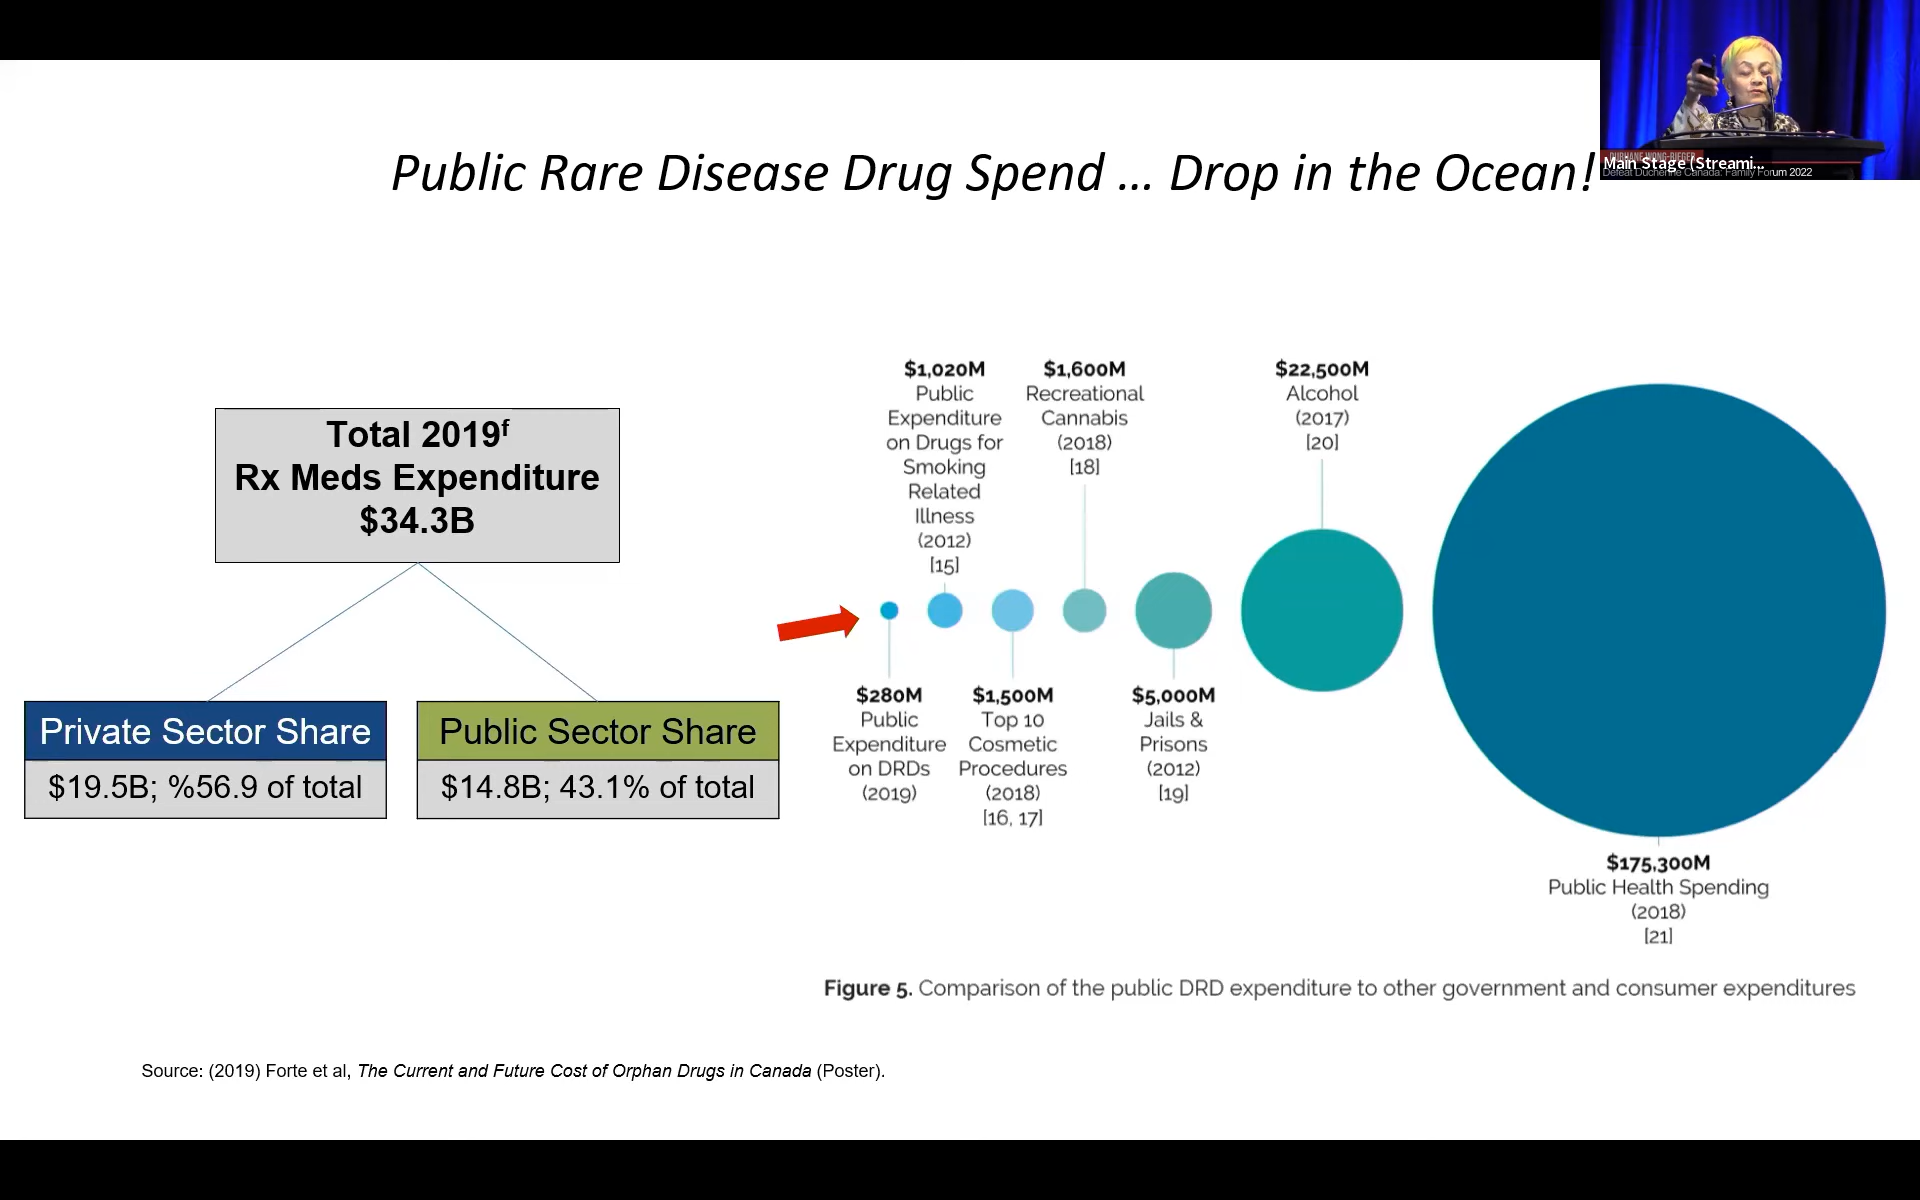 Public Rare Disease Drug Spend ... Drop in the Ocean!
DURHANE WONG-RIEGER
Main Stage (Streami...
Defeat Duchenne Canada: Family Forum 2022
Total 2019f
Rx Meds Expenditure
$34.3B
Private Sector Share
$19.5B; %56.9 of total
Public Sector Share
$14.8B; 43.1% of total
$1,020M
Public
Expenditure
on Drugs for
Smoking
Related
Illness
(2012)
[15]
$1,600M
Recreational
Cannabis
(2018)
[18]
$22,500M
Alcohol
(2017)
[20]
$280M
Public
Expenditure
on DRDs
(2019)
$1,500M
Top 10
Cosmetic
Procedures
(2018)
[16, 17]
$5,000M
Jails &
Prisons
(2012)
[19]
$175,300M
Public Health Spending
(2018)
[21]
Figure 5. Comparison of the public DRD expenditure to other government and consumer expenditures
Source: (2019) Forte et al, The Current and Future Cost of Orphan Drugs in Canada (Poster).